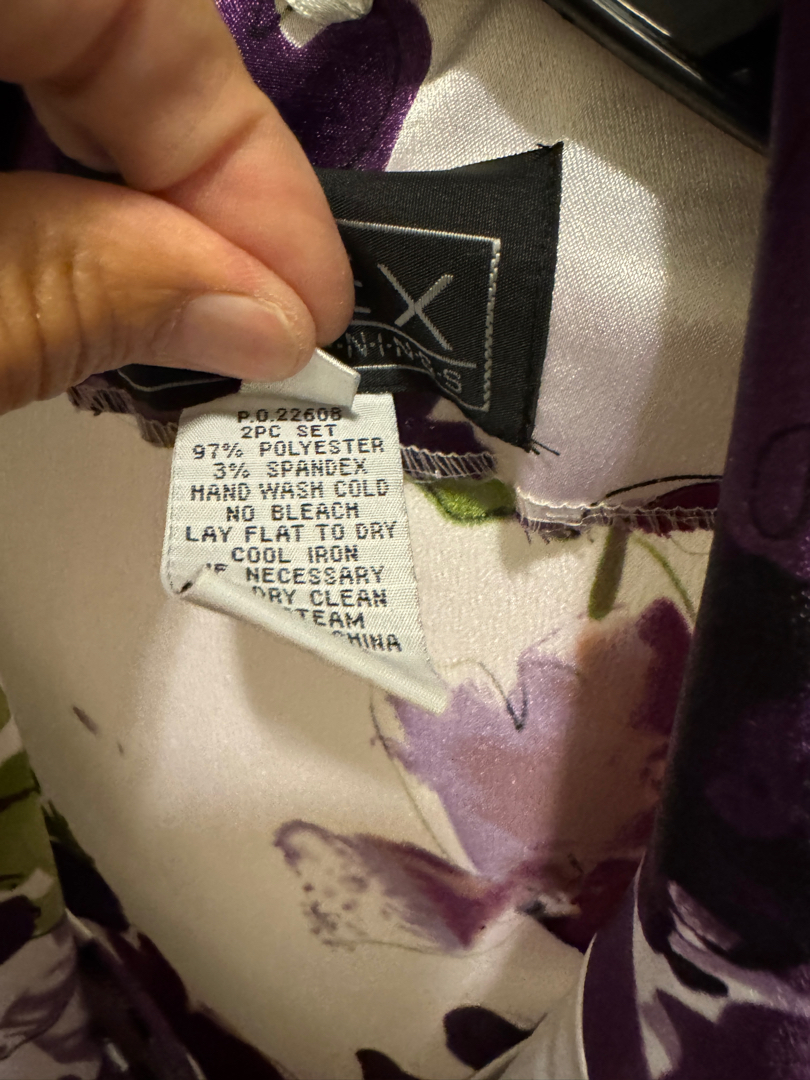 EX
P.O.22608
2PC SET
97% POLYESTER
3% SPANDEX
HAND WASH COLD
NO BLEACH
LAY FLAT TO DRY
COOL IRON
NECESSARY
DRY CLEAN